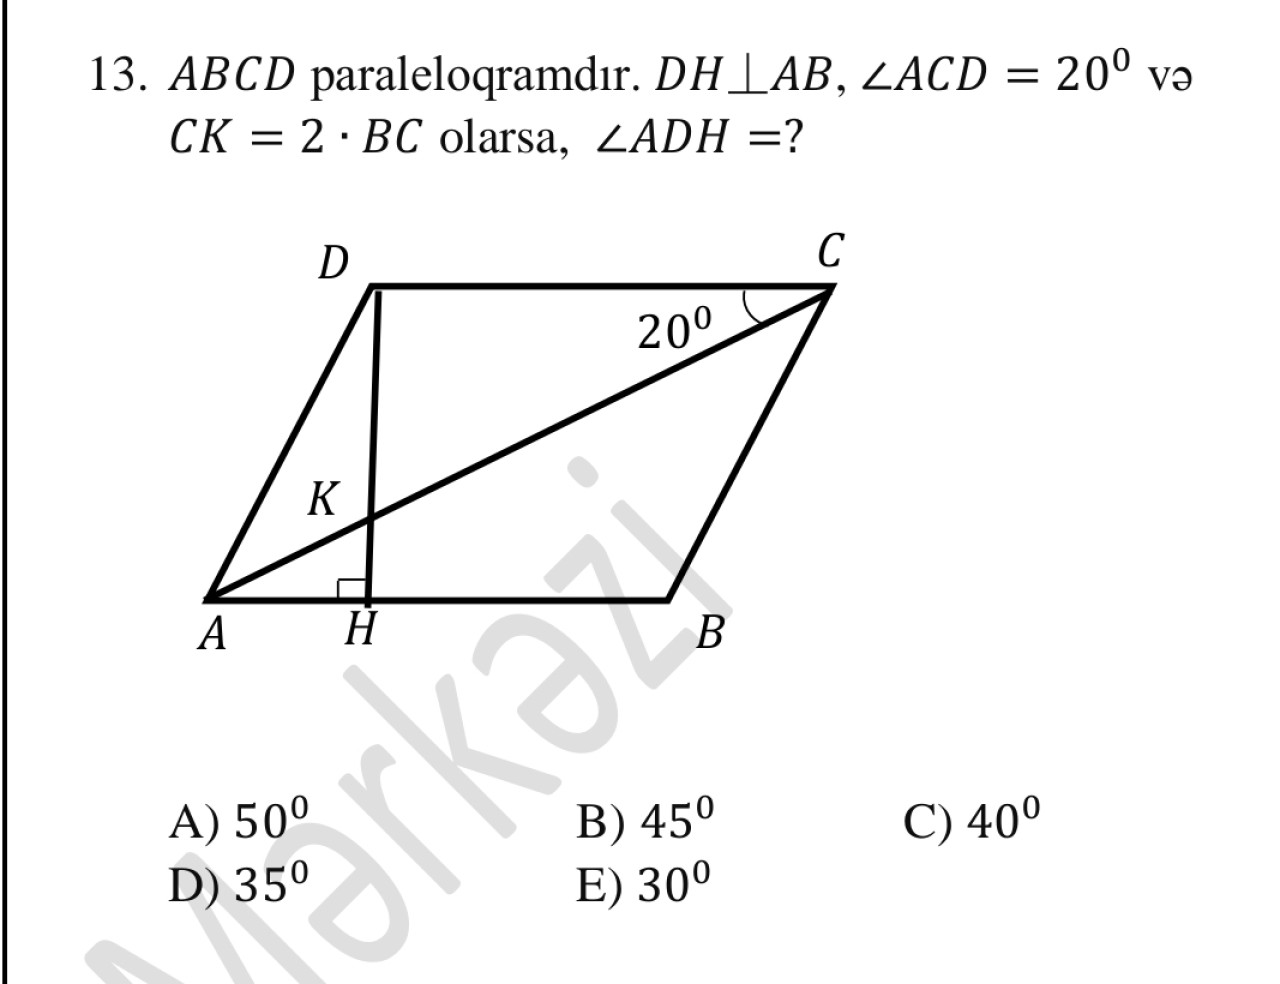 13. ABCD paraleloqramdır. DH⊥AB, ∠ACD = 20⁰ və
CK = 2 · BC olarsa, ∠ADH =?
D
C
20⁰
K
A
H
B
A) 50⁰ B) 45⁰ C) 40⁰
D) 35⁰ E) 30⁰
Mərkəzi